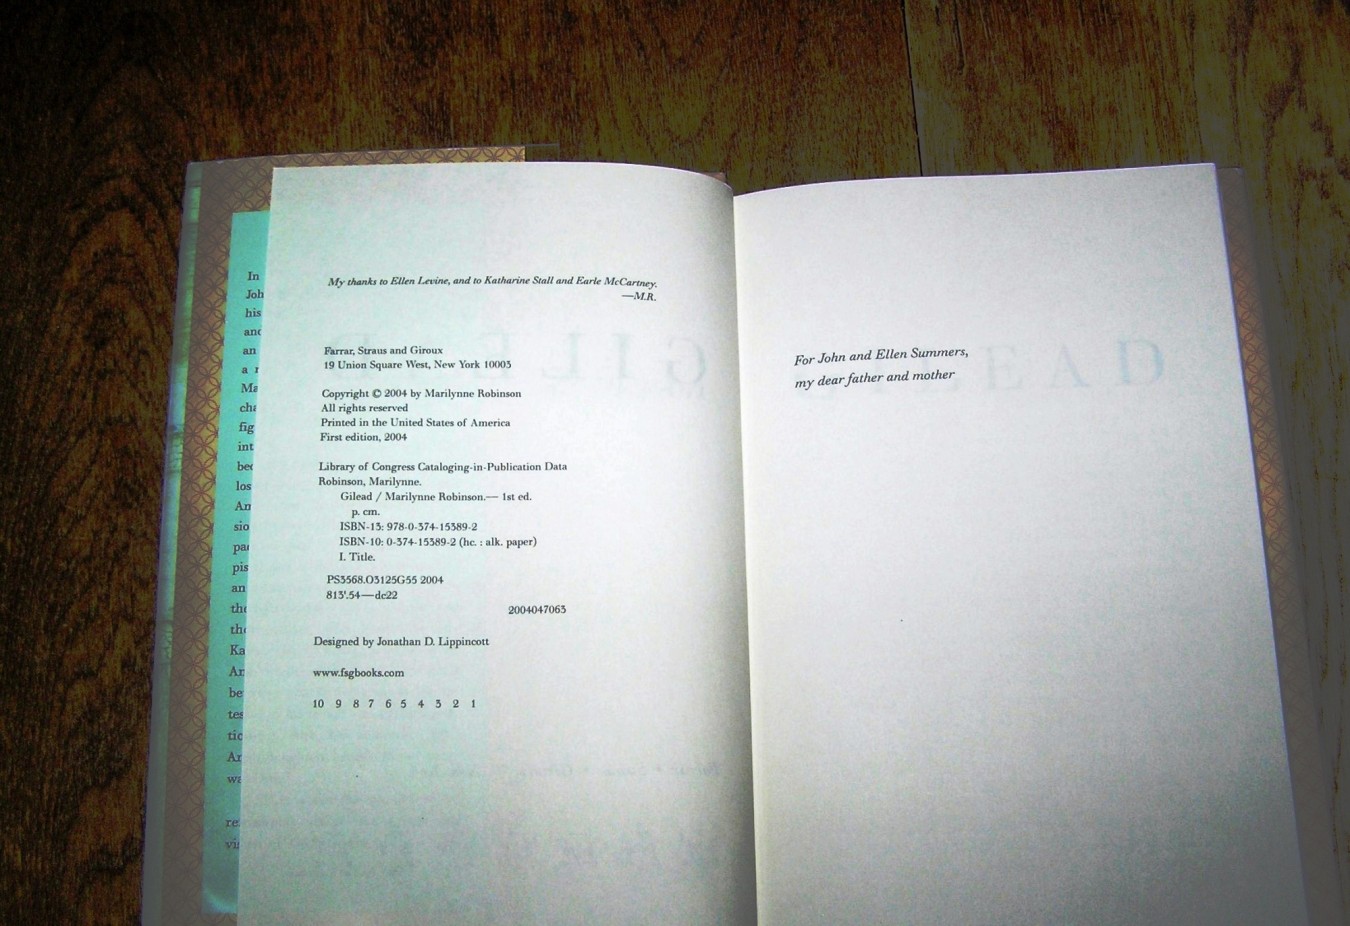 My thanks to Ellen Levine, and to Katharine Stall and Earle McCartney.
—M.R.
Farrar, Straus and Giroux
19 Union Square West, New York 10003
Copyright © 2004 by Marilynne Robinson
All rights reserved
Printed in the United States of America
First edition, 2004
Library of Congress Cataloging-in-Publication Data
Robinson, Marilynne.
Gilead / Marilynne Robinson.— 1st ed.
p. cm.
ISBN-13: 978-0-374-15389-2
ISBN-10: 0-374-15389-2 (hc. : alk. paper)
I. Title.
PS3568.O3125G55 2004
813'.54—dc22
2004047063
Designed by Jonathan D. Lippincott
www.fsgbooks.com
10 9 8 7 6 5 4 3 2 1
For John and Ellen Summers,
my dear father and mother
GILEAD
In
his
an